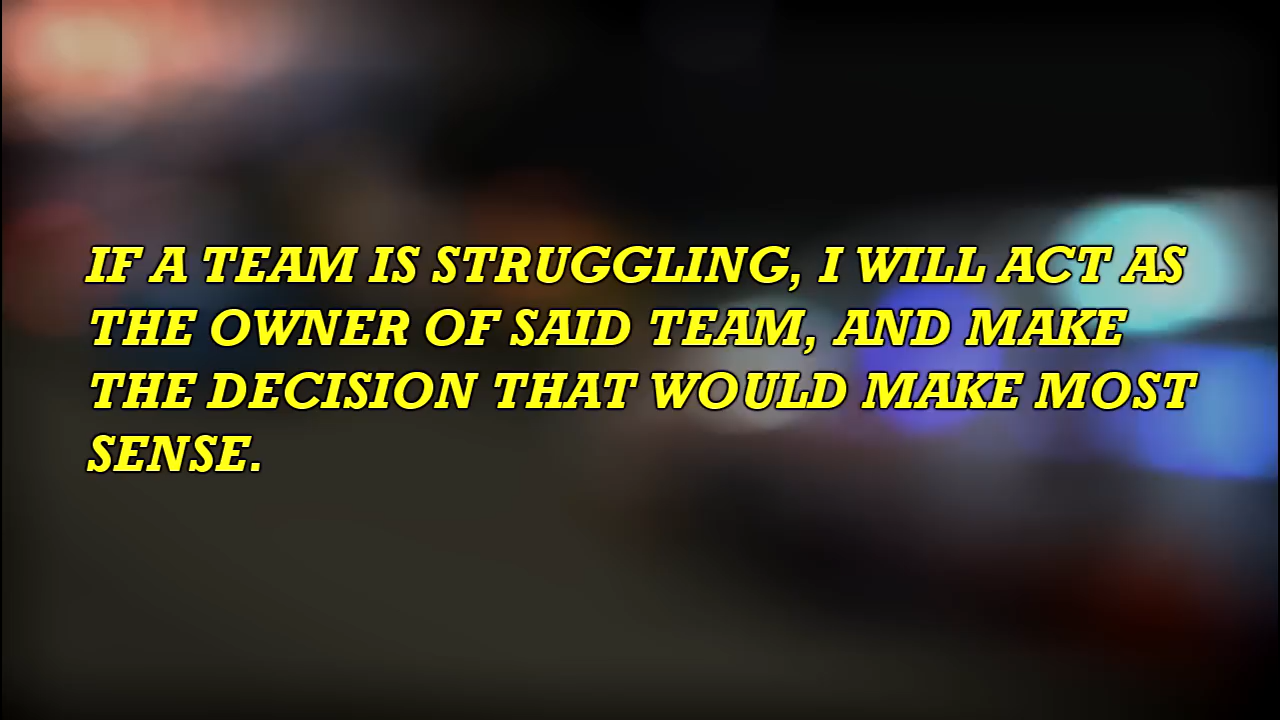 IF A TEAM IS STRUGGLING, I WILL ACT AS
THE OWNER OF SAID TEAM, AND MAKE
THE DECISION THAT WOULD MAKE MOST
SENSE.